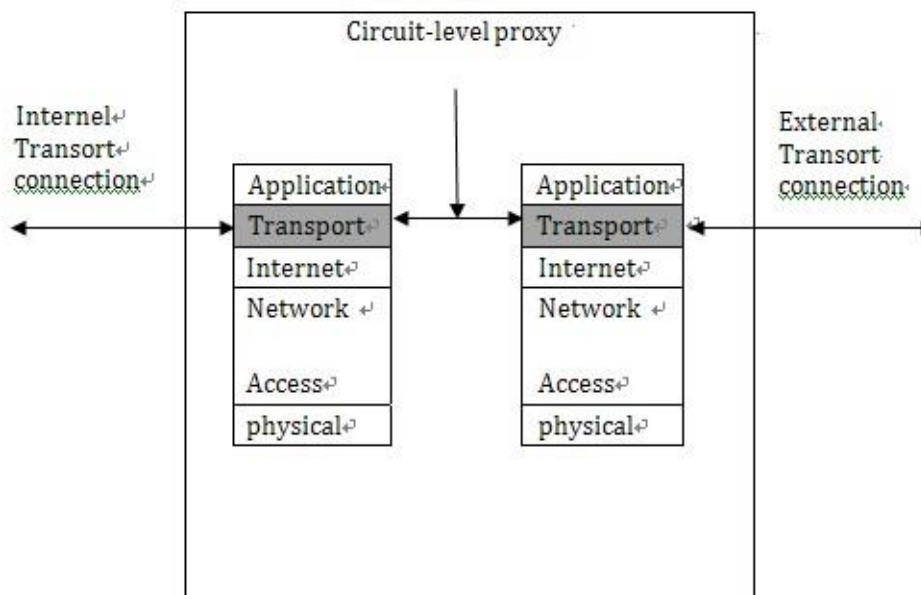 Circuit-level proxy
Internel
Transort
connection
External
Transort
connection
Application
Transport
Internet
Network
Access
physical
Application
Transport
Internet
Network
Access
physical